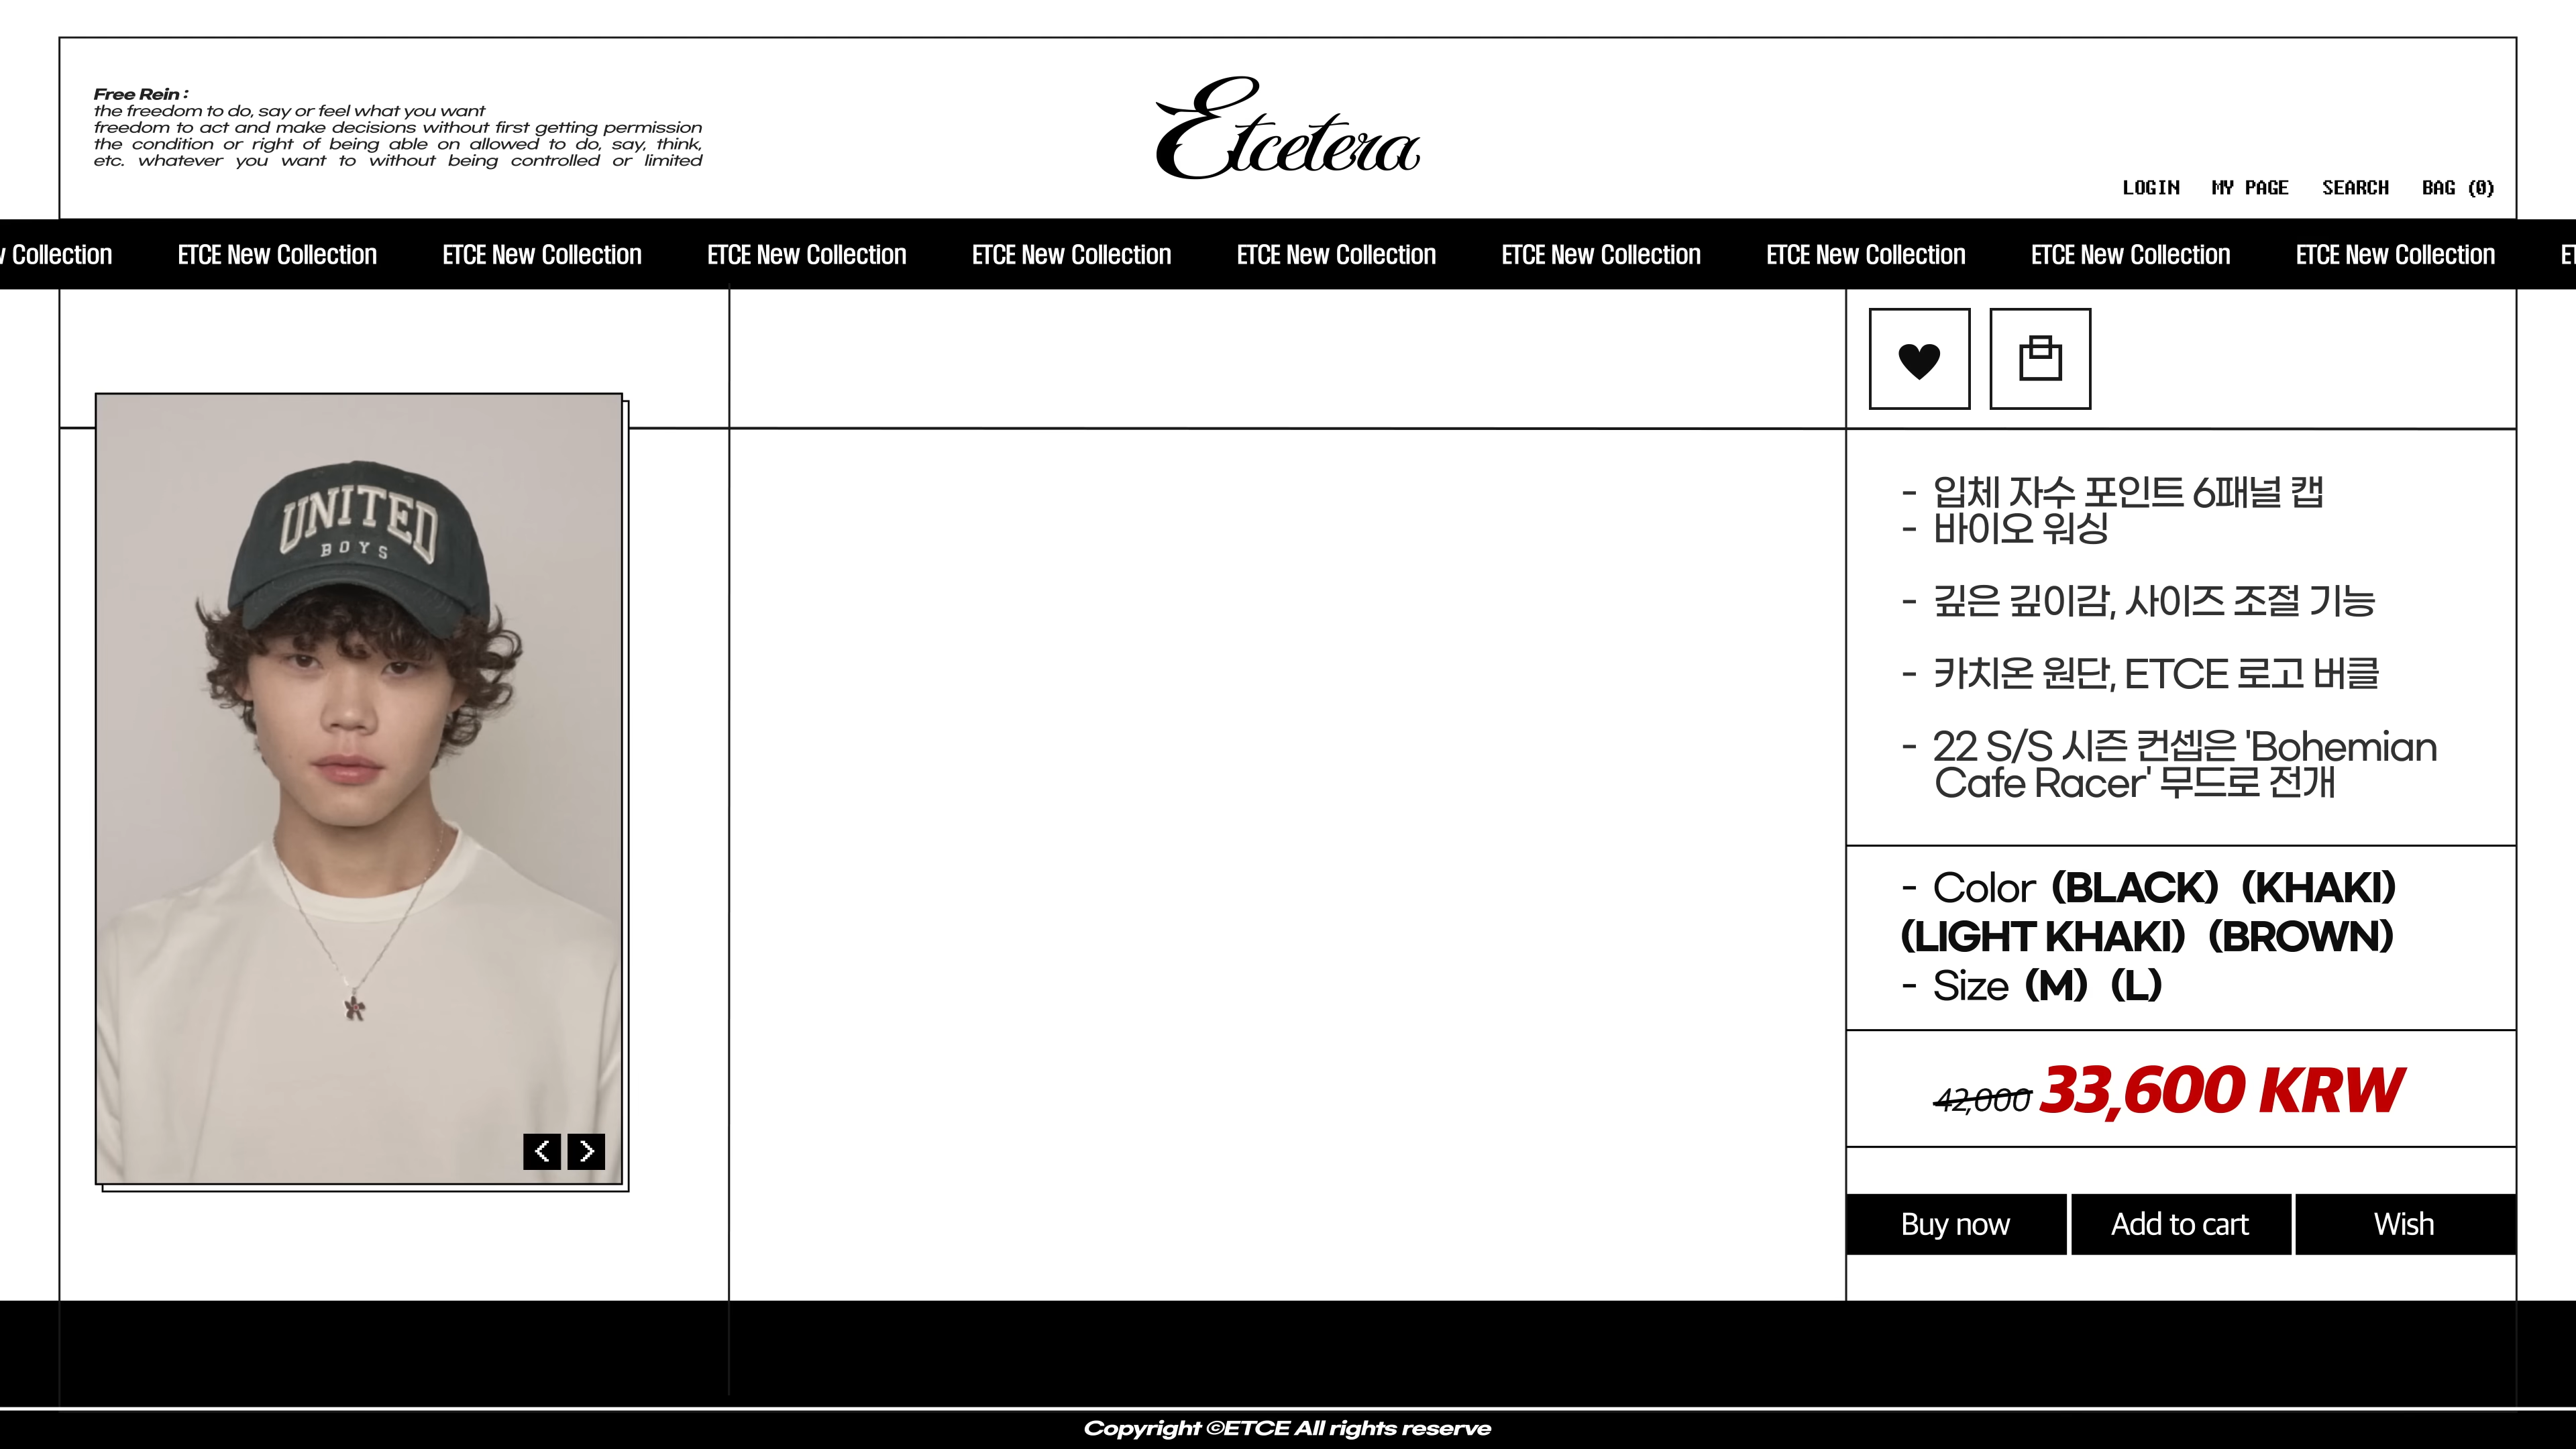 Free Rein :
the freedom to do, say or feel what you want
freedom to act and make decisions without first getting permission
the condition or right of being able on allowed to do, say, think,
etc. whatever you want to without being controlled or limited
Etcetera
LOGIN MY PAGE SEARCH BAG (0)
w Collection ETCE New Collection ETCE New Collection ETCE New Collection ETCE New Collection ETCE New Collection ETCE New Collection ETCE New Collection ETCE New Collection ETCE New Collection ET
UNITED
BOYS
- 입체 자수 포인트 6패널 캡
- 바이오 워싱
- 깊은 깊이감, 사이즈 조절 기능
- 카치온 원단, ETCE 로고 버클
- 22 S/S 시즌 컨셉은 'Bohemian
Cafe Racer' 무드로 전개
- Color (BLACK) (KHAKI)
(LIGHT KHAKI) (BROWN)
- Size (M) (L)
42,000 33,600 KRW
Buy now Add to cart Wish
Copyright ©ETCE All rights reserve